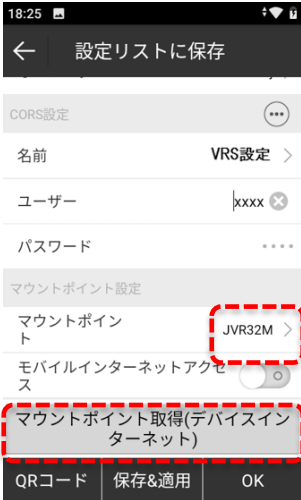 18:25
設定リストに保存
CORS設定
名前 VRS設定
ユーザー xxxx
パスワード
マウントポイント設定
マウントポイン
ト JVR32M
モバイルインターネットアクセ
ス
マウントポイント取得(デバイスイン
ターネット)
QRコード 保存&適用 OK